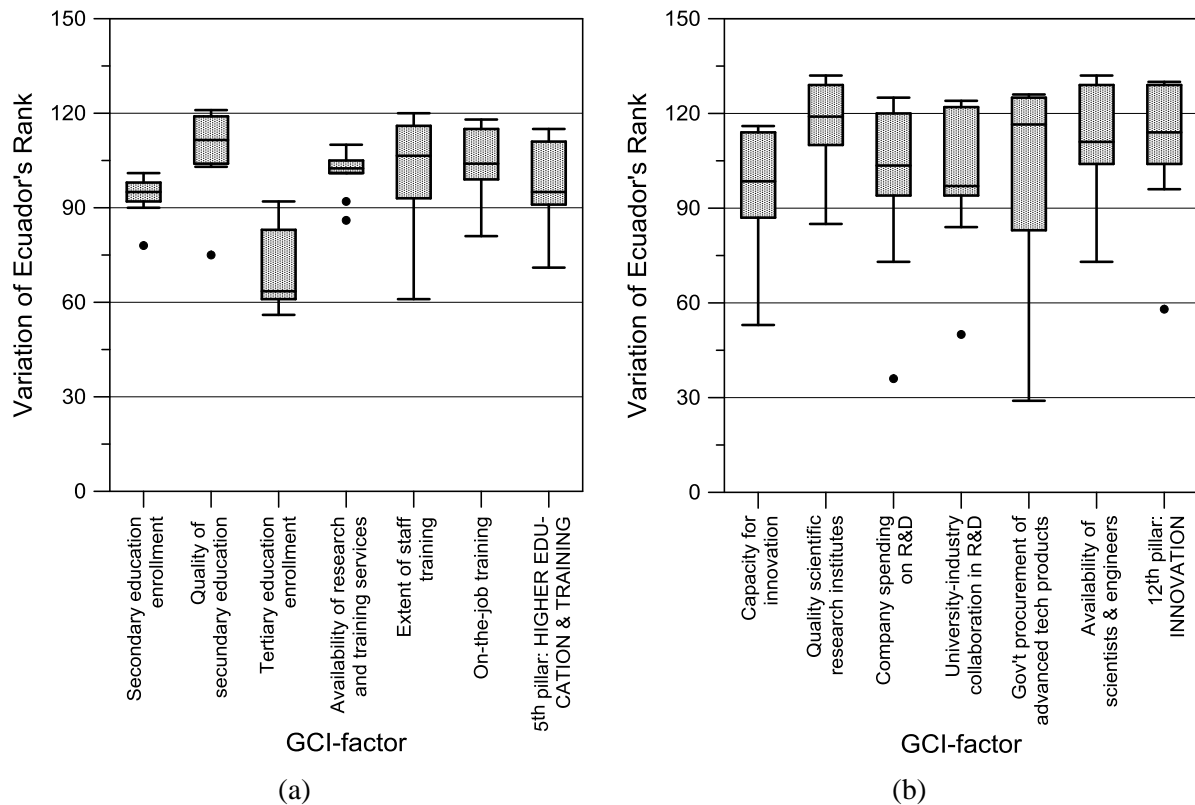 Variation of Ecuador's Rank
150
120
90
60
30
0
Secondary education
enrollment
Quality of
secundary education
Tertiary education
enrollment
Availability of research
and training services
Extent of staff
training
On-the-job training
5th pillar: HIGHER EDU-
CATION & TRAINING
GCI-factor
(a)
Variation of Ecuador's Rank
150
120
90
60
30
0
Capacity for
innovation
Quality scientific
research institutes
Company spending
on R&D
University-industry
collaboration in R&D
Gov't procurement of
advanced tech products
Availability of
scientists & engineers
12th pillar:
INNOVATION
GCI-factor
(b)